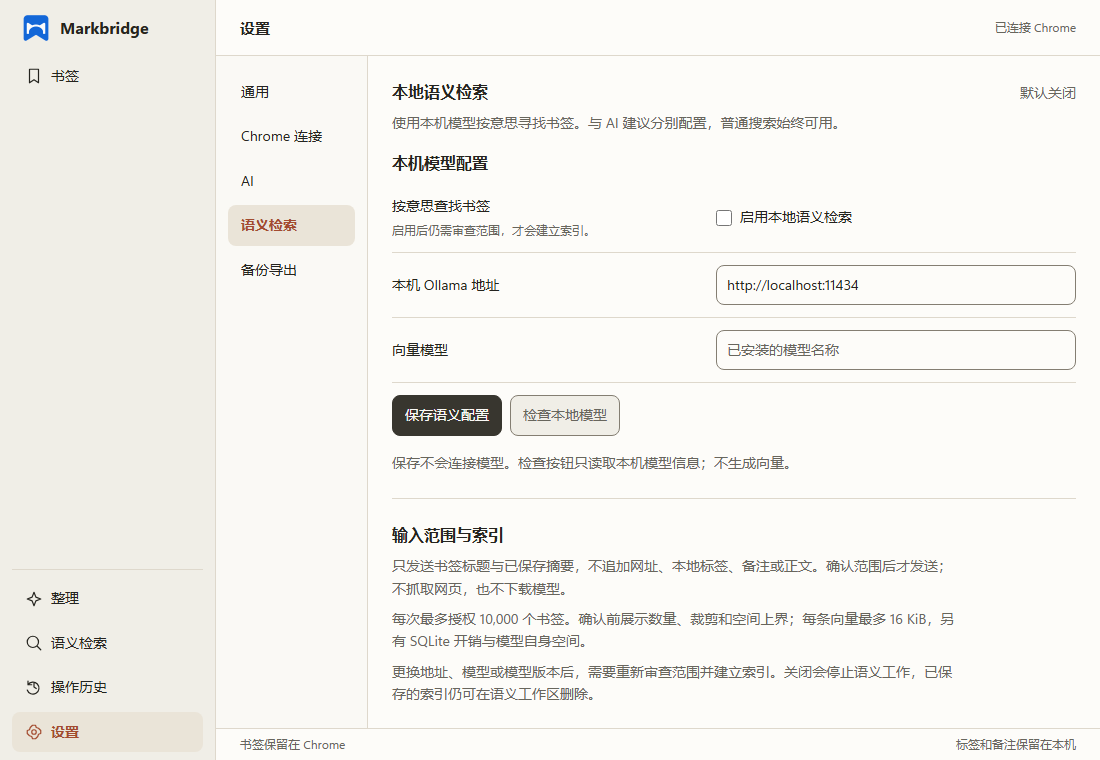 Markbridge
书签
整理
语义检索
操作历史
设置
设置
已连接 Chrome
通用
Chrome 连接
AI
语义检索
备份导出
本地语义检索
默认关闭
使用本机模型按意思寻找书签。与 AI 建议分别配置，普通搜索始终可用。
本机模型配置
按意思查找书签
启用后仍需审查范围，才会建立索引。
启用本地语义检索
本机 Ollama 地址
http://localhost:11434
向量模型
已安装的模型名称
保存语义配置
检查本地模型
保存不会连接模型。检查按钮只读取本机模型信息；不生成向量。
输入范围与索引
只发送书签标题与已保存摘要，不追加网址、本地标签、备注或正文。确认范围后才发送；
不抓取网页，也不下载模型。
每次最多授权 10,000 个书签。确认前展示数量、裁剪和空间上界；每条向量最多 16 KiB，另
有 SQLite 开销与模型自身空间。
更换地址、模型或模型版本后，需要重新审查范围并建立索引。关闭会停止语义工作，已保
存的索引仍可在语义工作区删除。
书签保留在 Chrome
标签和备注保留在本机